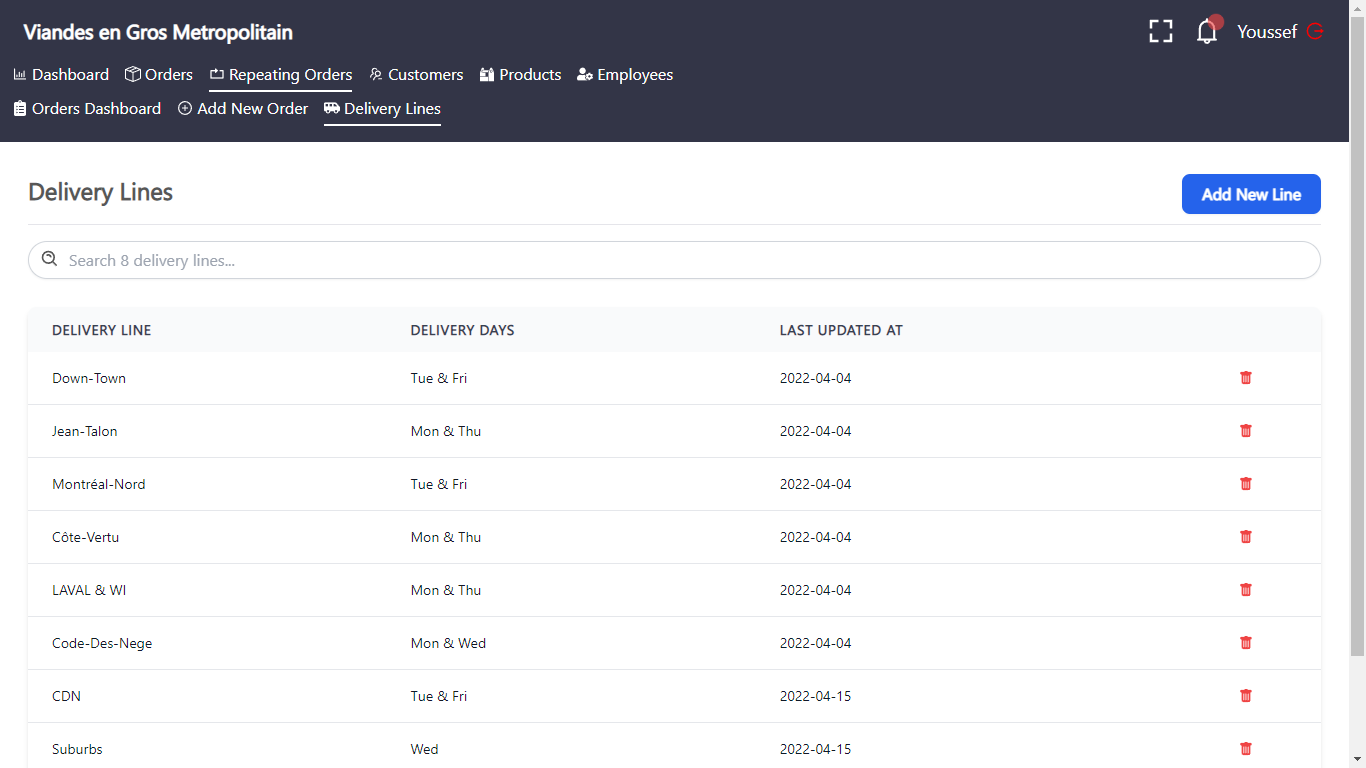 Viandes en Gros Metropolitain
Youssef
Dashboard Orders Repeating Orders Customers Products Employees
Orders Dashboard Add New Order Delivery Lines
Delivery Lines
Add New Line
Search 8 delivery lines...
DELIVERY LINE DELIVERY DAYS LAST UPDATED AT
Down-Town Tue & Fri 2022-04-04
Jean-Talon Mon & Thu 2022-04-04
Montréal-Nord Tue & Fri 2022-04-04
Côte-Vertu Mon & Thu 2022-04-04
LAVAL & WI Mon & Thu 2022-04-04
Code-Des-Nege Mon & Wed 2022-04-04
CDN Tue & Fri 2022-04-15
Suburbs Wed 2022-04-15